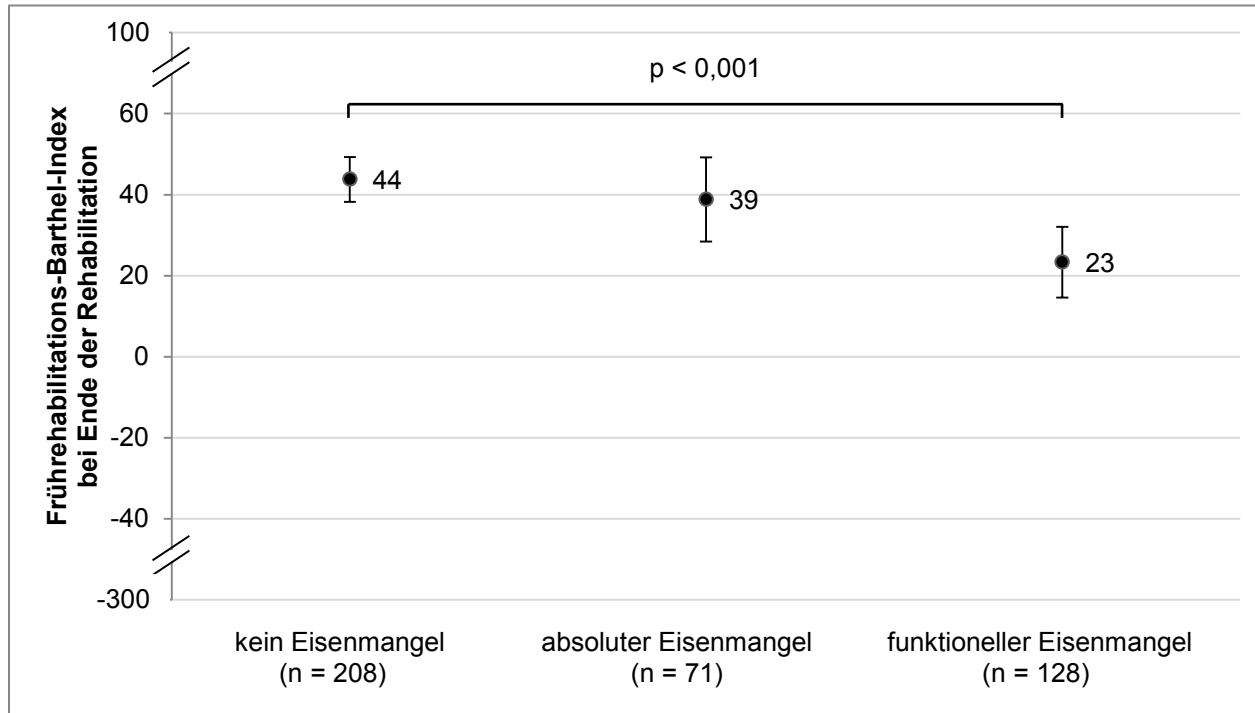 100
p < 0,001
60
44
40
39
23
20
0
-20
-40
-300
Frührehabilitations-Barthel-Index
bei Ende der Rehabilitation
kein Eisenmangel
(n = 208)
absoluter Eisenmangel
(n = 71)
funktioneller Eisenmangel
(n = 128)